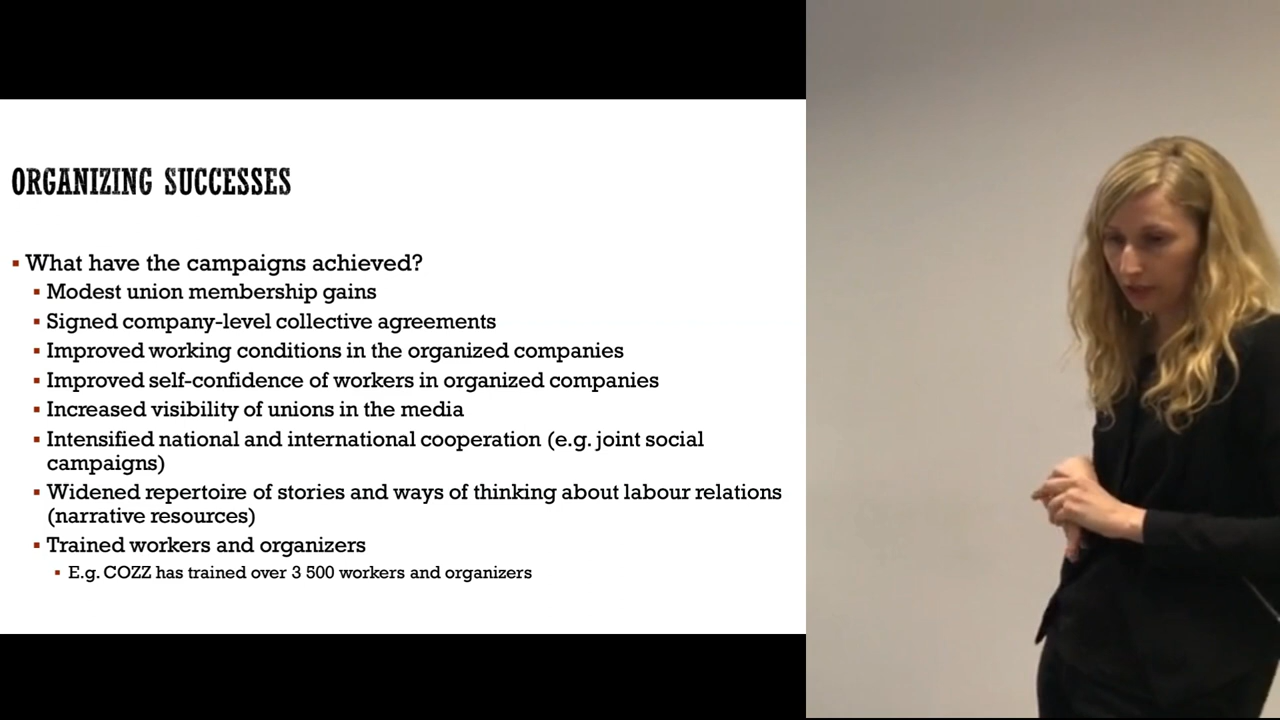 ORGANIZING SUCCESSES
▪ What have the campaigns achieved?
▪ Modest union membership gains
▪ Signed company-level collective agreements
▪ Improved working conditions in the organized companies
▪ Improved self-confidence of workers in organized companies
▪ Increased visibility of unions in the media
▪ Intensified national and international cooperation (e.g. joint social
campaigns)
▪ Widened repertoire of stories and ways of thinking about labour relations
(narrative resources)
▪ Trained workers and organizers
▪ E.g. COZZ has trained over 3 500 workers and organizers